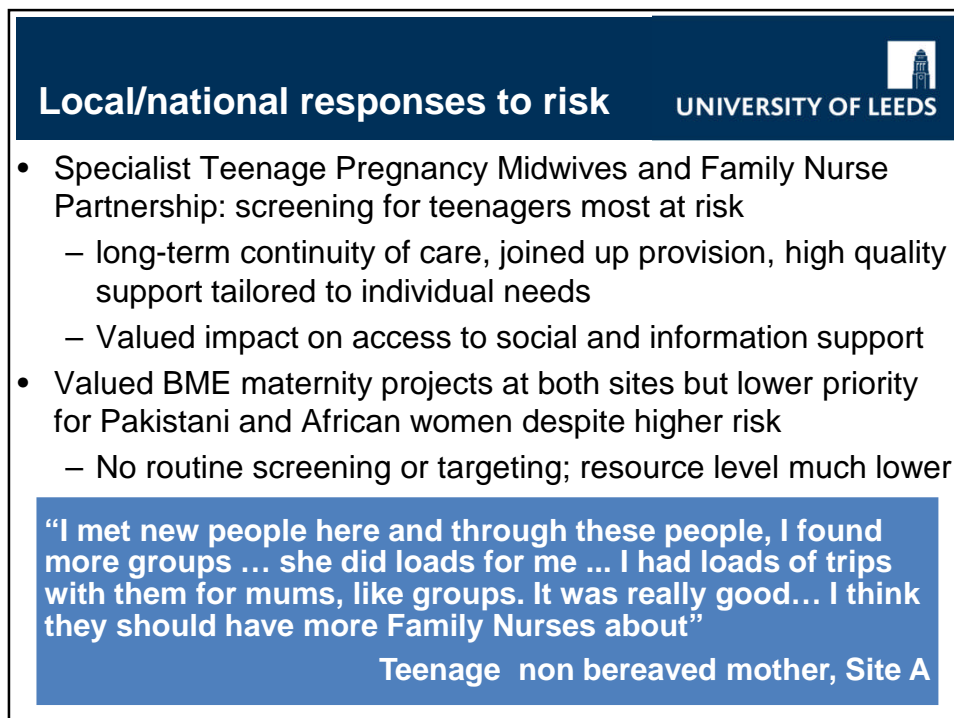 Local/national responses to risk
UNIVERSITY OF LEEDS
• Specialist Teenage Pregnancy Midwives and Family Nurse
Partnership: screening for teenagers most at risk
– long-term continuity of care, joined up provision, high quality
support tailored to individual needs
– Valued impact on access to social and information support
• Valued BME maternity projects at both sites but lower priority
for Pakistani and African women despite higher risk
– No routine screening or targeting; resource level much lower
“I met new people here and through these people, I found
more groups … she did loads for me ... I had loads of trips
with them for mums, like groups. It was really good… I think
they should have more Family Nurses about”
Teenage non bereaved mother, Site A